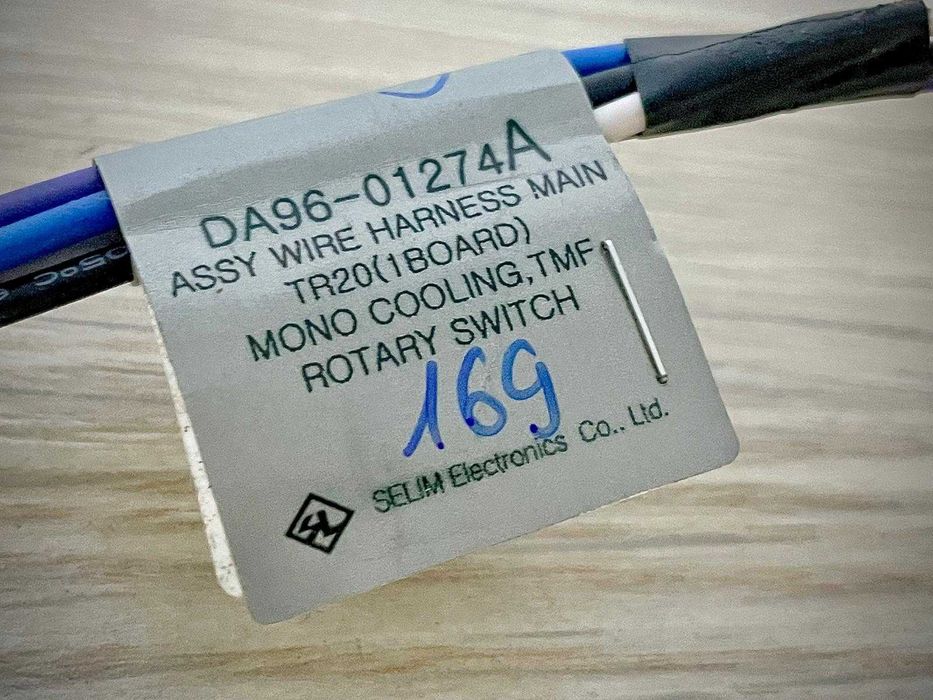 DA96-01274A
ASSY WIRE HARNESS MAIN
TR20(1BOARD)
MONO COOLING,TMF
ROTARY SWITCH
169
SELIM Electronics Co.. Ltd.